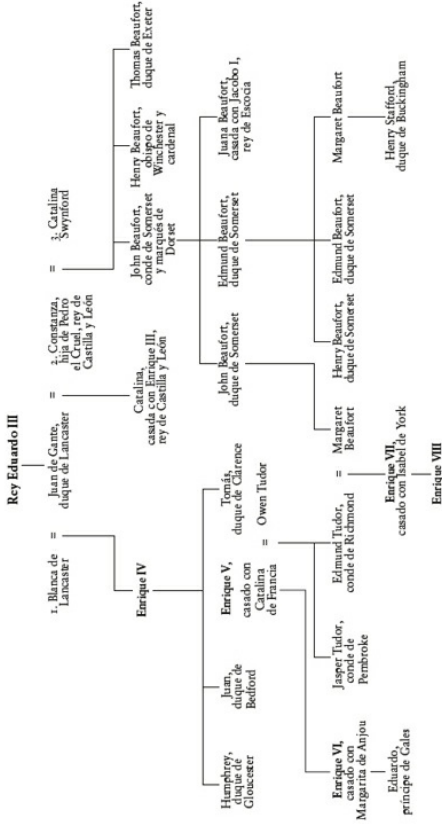 Rey Eduardo III
1. Blanca de
Lancaster
=
Juan de Gante,
duque de Lancaster
=
2. Constanza,
hija de Pedro
el Cruel, rey de
Castilla y León
=
3. Catalina
Swynford
Enrique IV
Catalina,
casada con Enrique III,
rey de Castilla y León
John Beaufort,
conde de Somerset
y marqués de
Dorset
Henry Beaufort,
obispo de
Winchester y
cardenal
Thomas Beaufort,
duque de Exeter
Humphrey,
duque de
Gloucester
Juan,
duque de
Bedford
Enrique V,
casado con
Catalina
de Francia
=
Tomás,
duque de Clarence
Owen Tudor
John Beaufort,
duque de Somerset
Edmund Beaufort,
duque de Somerset
Juana Beaufort,
casada con Jacobo I,
rey de Escocia
Enrique VI,
casado con
Margarita de Anjou
Jasper Tudor,
conde de
Pembroke
Edmund Tudor,
conde de Richmond
=
Margaret
Beaufort
Henry Beaufort,
duque de Somerset
Edmund Beaufort,
duque de Somerset
Margaret Beaufort
Eduardo,
príncipe de Gales
Enrique VII,
casado con Isabel de York
Henry Stafford,
duque de Buckingham
Enrique VIII